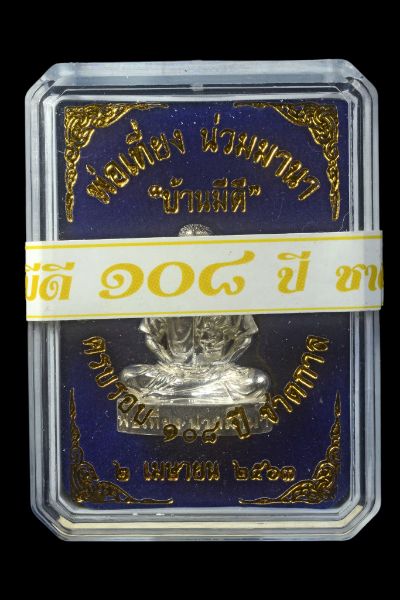 พ่อเที่ยง น่วมมานา
"บ้านมีดี"
มีดี ๑๐๘ ปี ชา
ครบรอบ ๑๐๘ ปี ชาตกาล
๒ เมษายน ๒๕๖๓